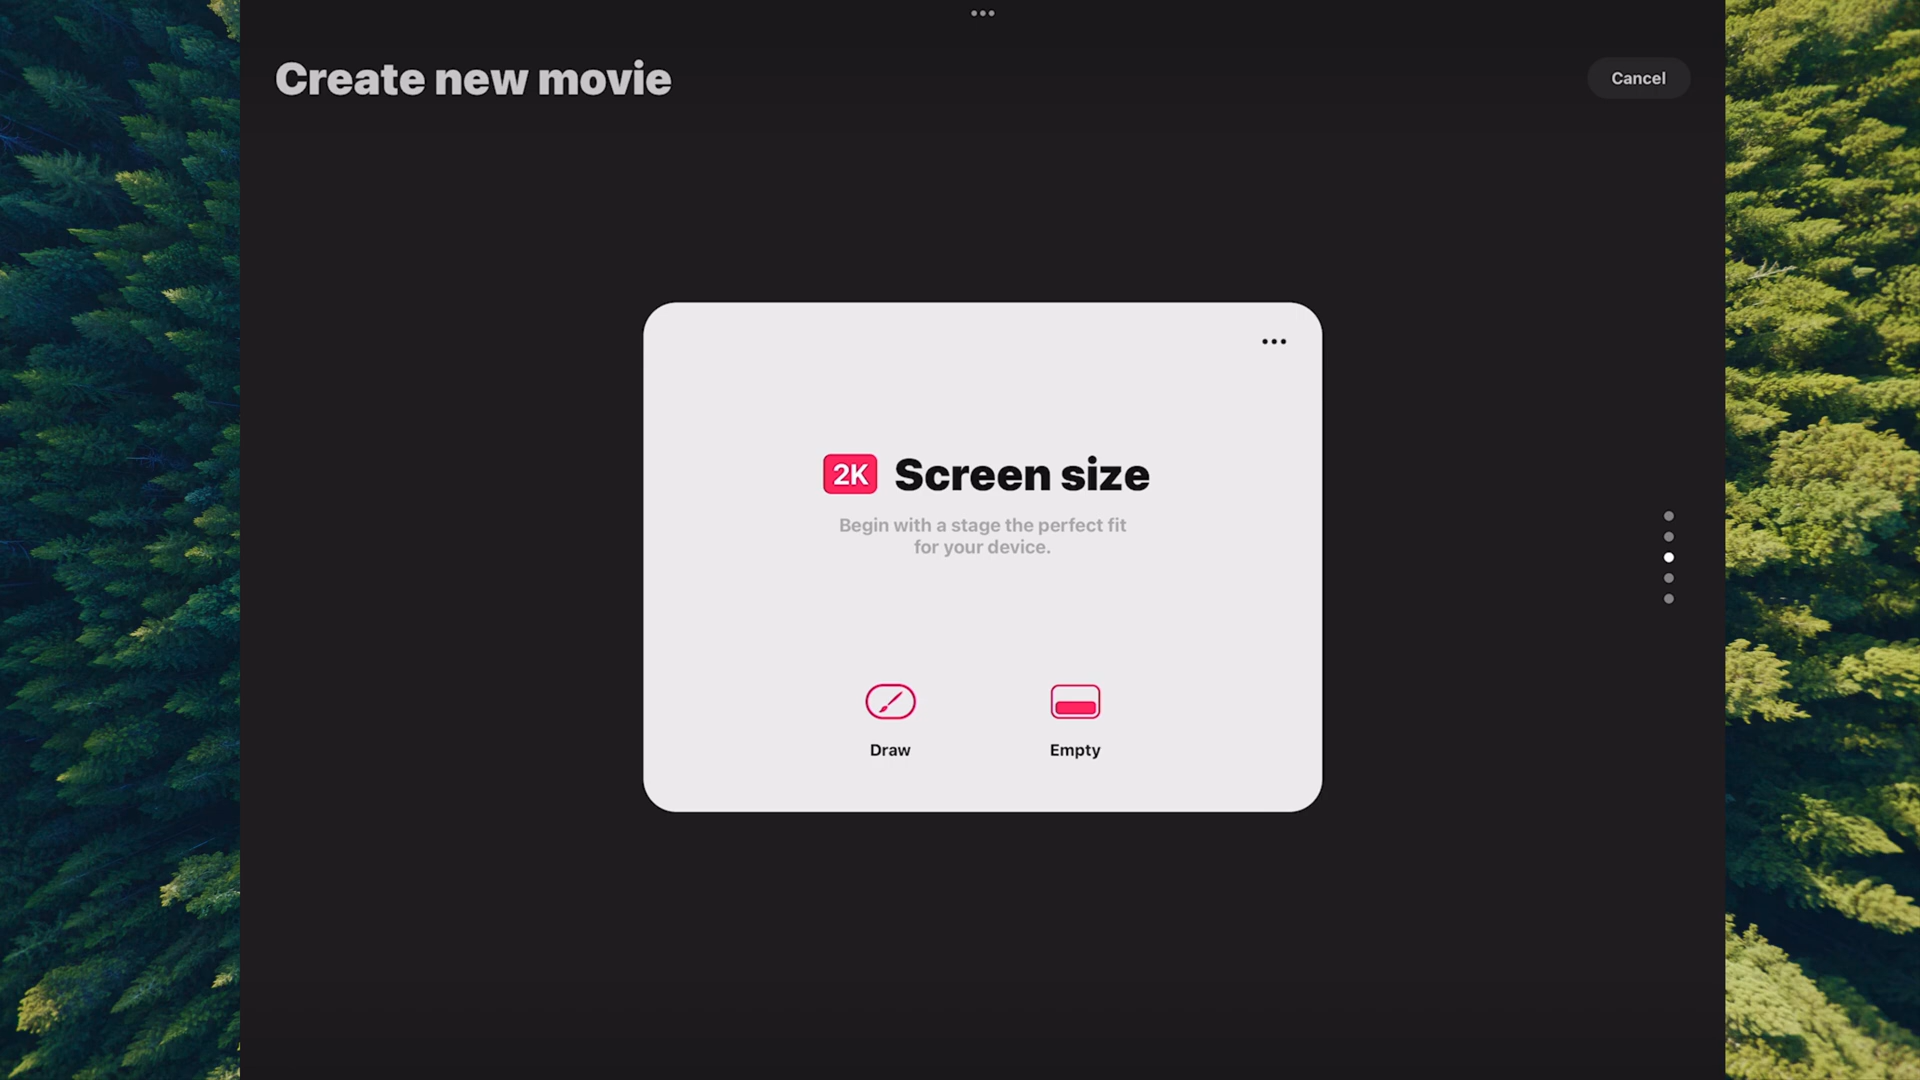 Create new movie
Cancel
2K Screen size
Begin with a stage the perfect fit
for your device.
Draw
Empty